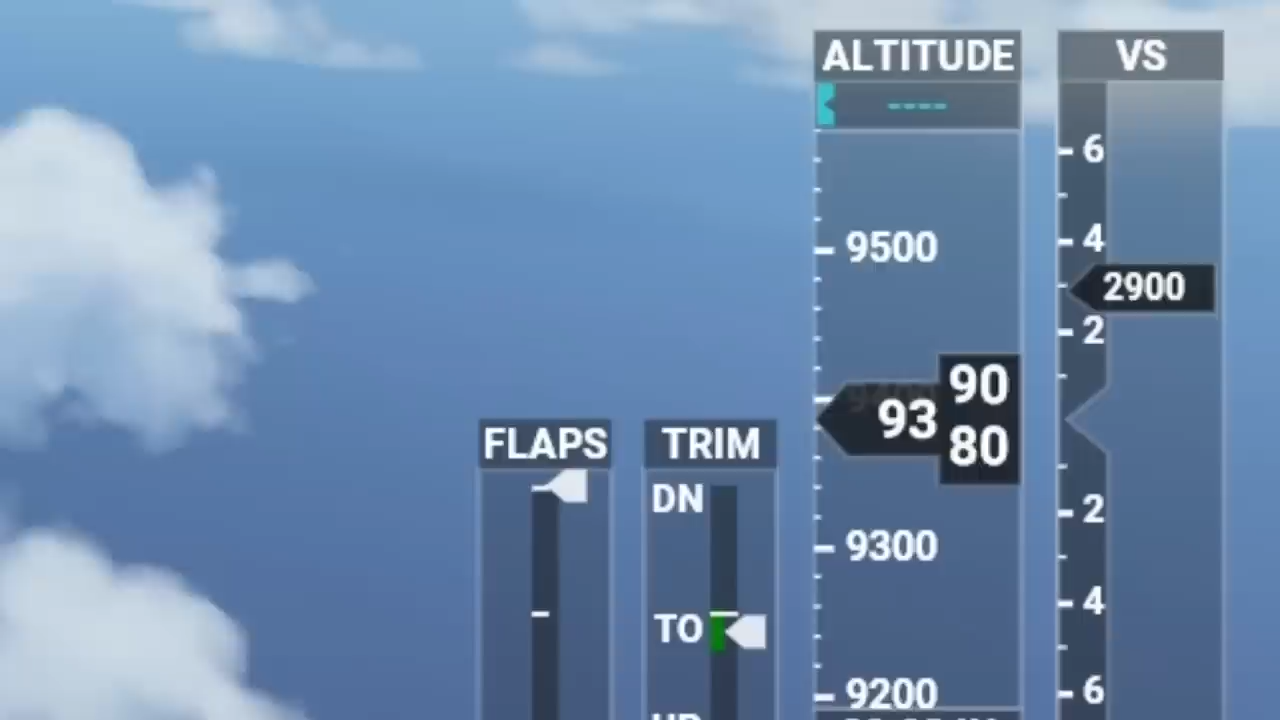 ALTITUDE
VS
----
6
9500
4
2900
2
90
93
80
FLAPS
TRIM
DN
2
9300
4
TO
9200
6